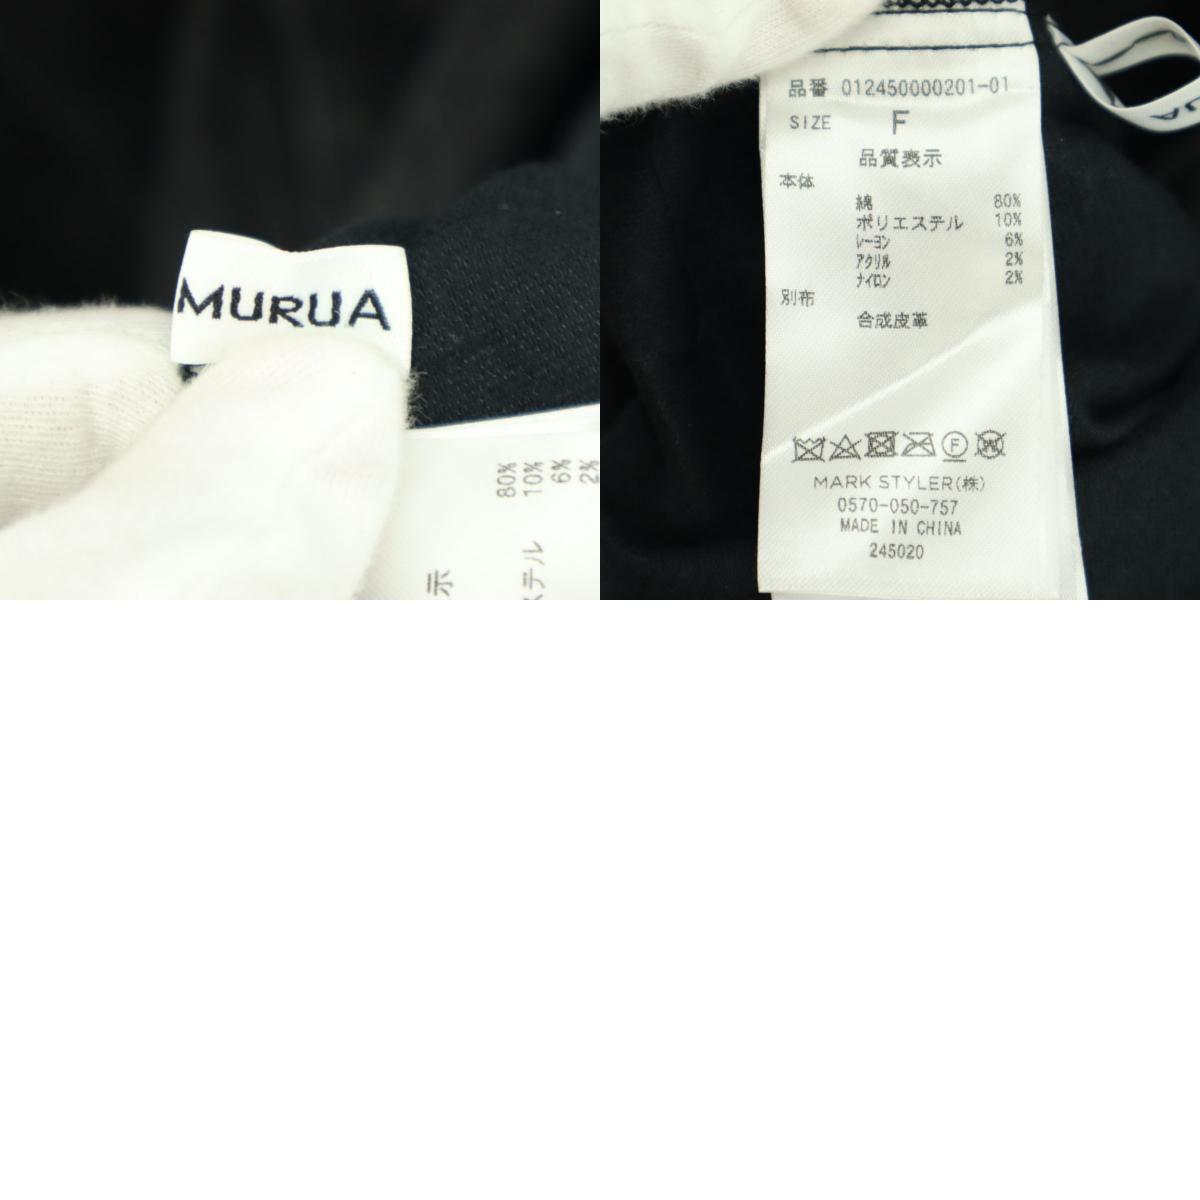 MURUA
80%
10%
6%
2%
示
ステル
品番 012450000201-01
SIZE F
品質表示
本体
綿 80%
ポリエステル 10%
レーヨン 6%
アクリル 2%
ナイロン 2%
別布
合成皮革
F
W
MARK STYLER(株)
0570-050-757
MADE IN CHINA
245020
UA